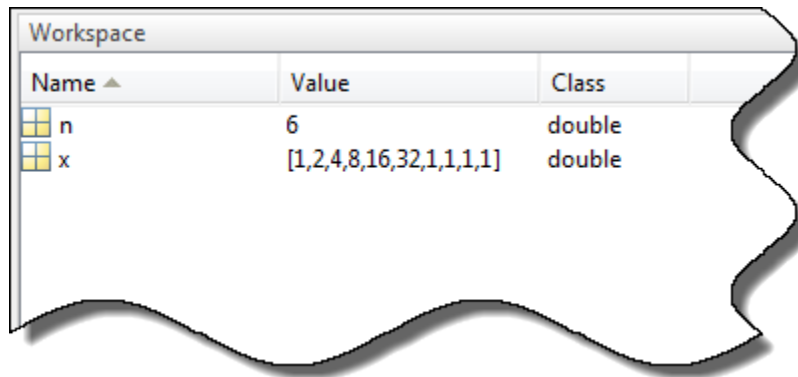 Workspace
Name Value Class
n 6 double
x [1,2,4,8,16,32,1,1,1,1] double